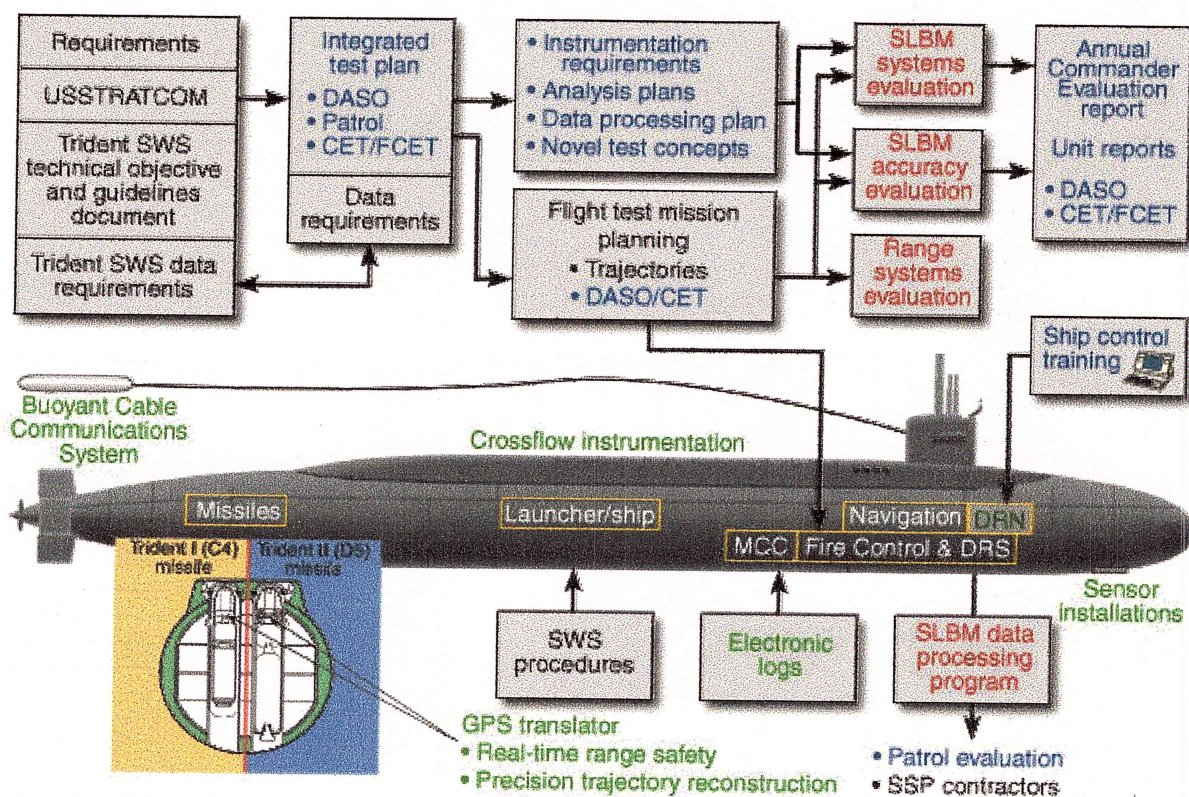 Requirements
USSTRATCOM
Trident SWS
technical objective
and guidelines
document
Trident SWS data
requirements
Integrated
test plan
• DASO
• Patrol
• CET/FCET
Data
requirements
• Instrumentation
requirements
• Analysis plans
• Data processing plan
• Novel test concepts
Flight test mission
planning
• Trajectories
• DASO/CET
SLBM
systems
evaluation
SLBM
accuracy
evaluation
Range
systems
evaluation
Annual
Commander
Evaluation
report
Unit reports
• DASO
• CET/FCET
Ship control
training
Buoyant Cable
Communications
System
Crossflow instrumentation
Missiles
Launcher/ship
Navigation
DRN
MCC
Fire Control & DRS
Trident I (C4)
missile
Trident II (D5)
missile
Sensor
installations
SWS
procedures
Electronic
logs
SLBM data
processing
program
GPS translator
• Real-time range safety
• Precision trajectory reconstruction
• Patrol evaluation
• SSP contractors